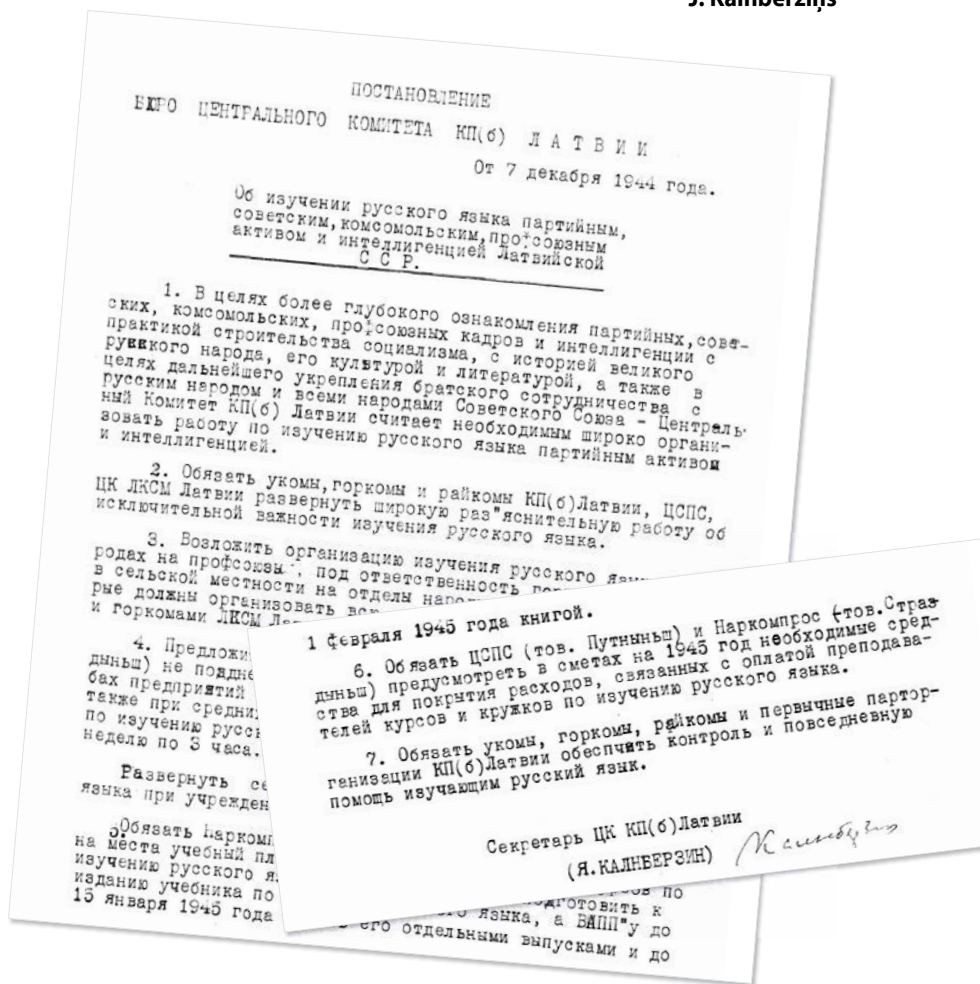 J. Kalnbērziņš
ПОСТАНОВЛЕНИЕ
БЮРО ЦЕНТРАЛЬНОГО КОМИТЕТА КП(б) Л А Т В И И
От 7 декабря 1944 года.
Об изучении русского языка партийным,
советским, комсомольским, профсоюзным
активом и интеллигенцией Латвийской
С С Р.
1. В целях более глубокого ознакомления партийных, совет-
ских, комсомольских, профсоюзных кадров и интеллигенции с
практикой строительства социализма, с историей великого
русского народа, его культурой и литературой, а также в
целях дальнейшего укрепления братского сотрудничества с
русским народом и всеми народами Советского Союза - Централь-
ный Комитет КП(б) Латвии считает необходимым широко органи-
зовать работу по изучению русского языка партийным активом
и интеллигенцией.
2. Обязать укомы, горкомы и райкомы КП(б)Латвии, ЦСПС,
ЦК ЛКСМ Латвии развернуть широкую раз"яснительную работу об
исключительной важности изучения русского языка.
3. Возложить организацию изучения русского
родах на профсоюзы, под ответственность
в сельской местности на отделы
рые должны организовать
и горкомами ЛКСМ
4.
дыньш) не поздне
бах предприятий
также при средни
по изучению русс
неделю по 3 часа.
Развернуть се
языка при учрежден
5. Обязать Наркомп
на места учебный пл
изучению русского я
изданию учебника по
15 января 1945 года
по
подготовить к
языка, а ВАПП"у до
его отдельными выпусками и до
1 февраля 1945 года книгой.
6. Обязать ЦСПС (тов. Путныньш) и Наркомпрос (тов.Страз-
дыньш) предусмотреть в сметах на 1945 год необходимые сред-
ства для покрытия расходов, связанных с оплатой преподава-
телей курсов и кружков по изучению русского языка.
7. Обязать укомы, горкомы, райкомы и первичные партор-
ганизации КП(б)Латвии обеспчить контроль и повседневную
помощь изучающим русский язык.
Секретарь ЦК КП(б)Латвии
(Я.КАЛНБЕРЗИН) Калнберзин